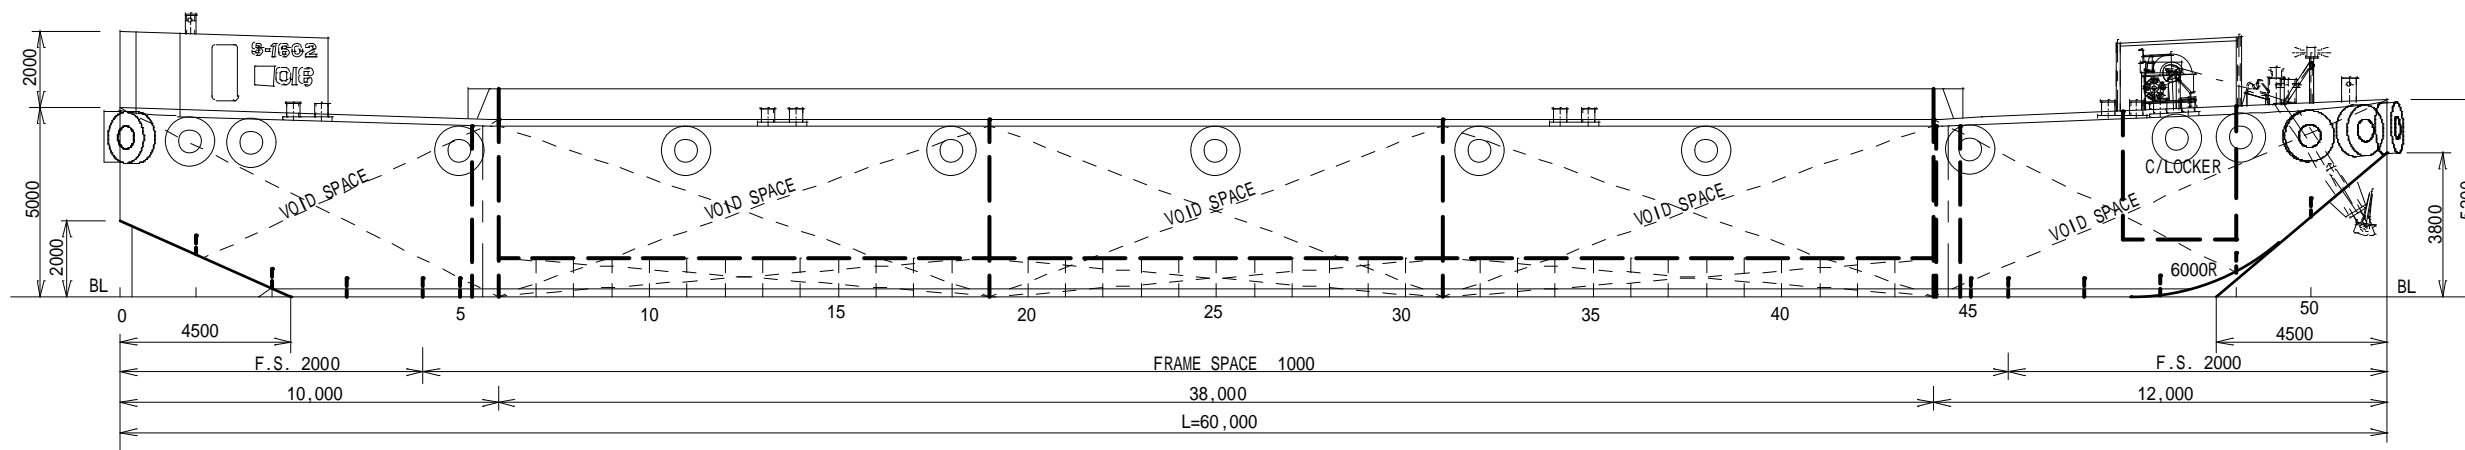 S-1602
2000
5000
2000
VOID SPACE
VOID SPACE
VOID SPACE
VOID SPACE
VOID SPACE
C/LOCKER
6000R
3800
5200
BL
BL
0
5
10
15
20
25
30
35
40
45
50
4500
4500
F.S. 2000
FRAME SPACE 1000
F.S. 2000
10,000
38,000
12,000
L=60,000